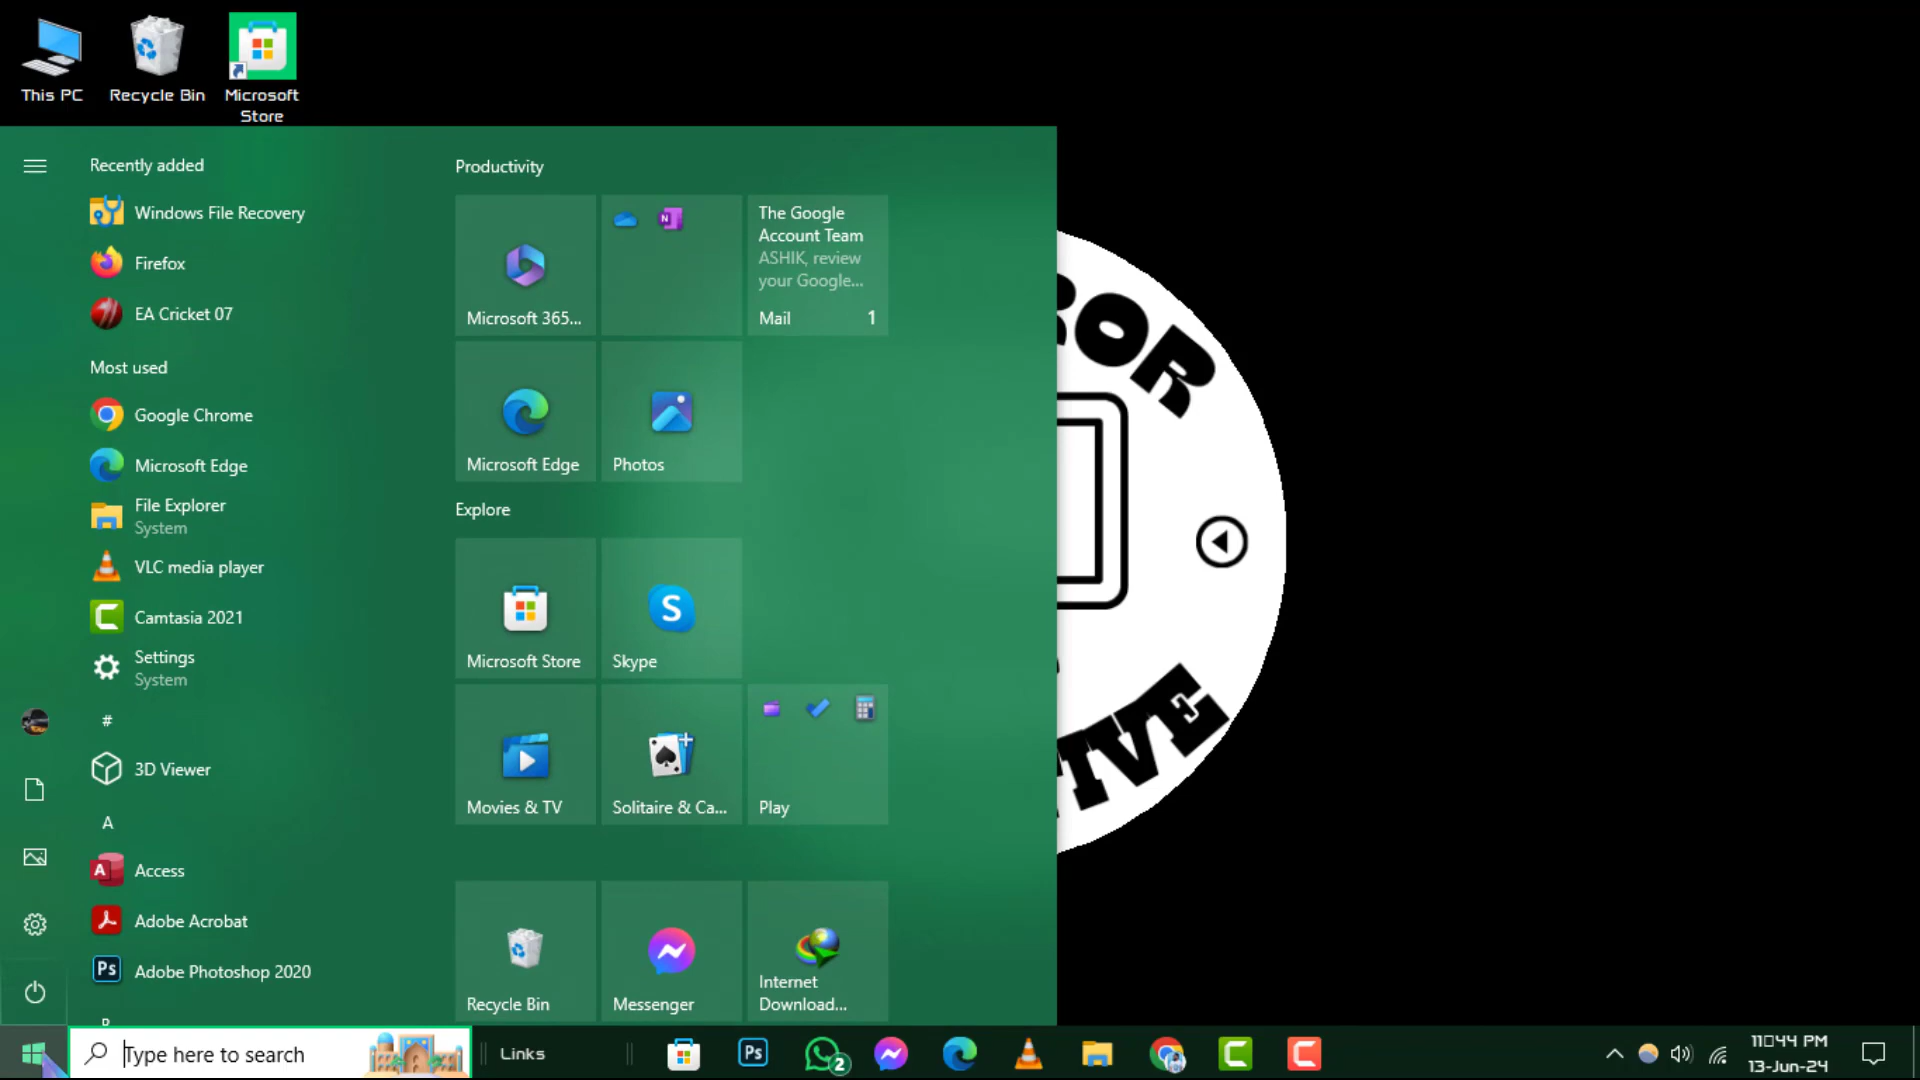 This PC
Recycle Bin
Microsoft
Store
Recently added
Windows File Recovery
Firefox
EA Cricket 07
Most used
Google Chrome
Microsoft Edge
File Explorer
System
VLC media player
Camtasia 2021
Settings
System
#
3D Viewer
A
Access
Adobe Acrobat
Adobe Photoshop 2020
Productivity
Microsoft 365...
The Google
Account Team
ASHIK, review
your Google...
Mail 1
Microsoft Edge
Photos
Explore
Microsoft Store
Skype
Movies & TV
Solitaire & Ca...
Play
Recycle Bin
Messenger
Internet
Download...
Type here to search
Links
Ps
2
11:44 PM
13-Jun-24